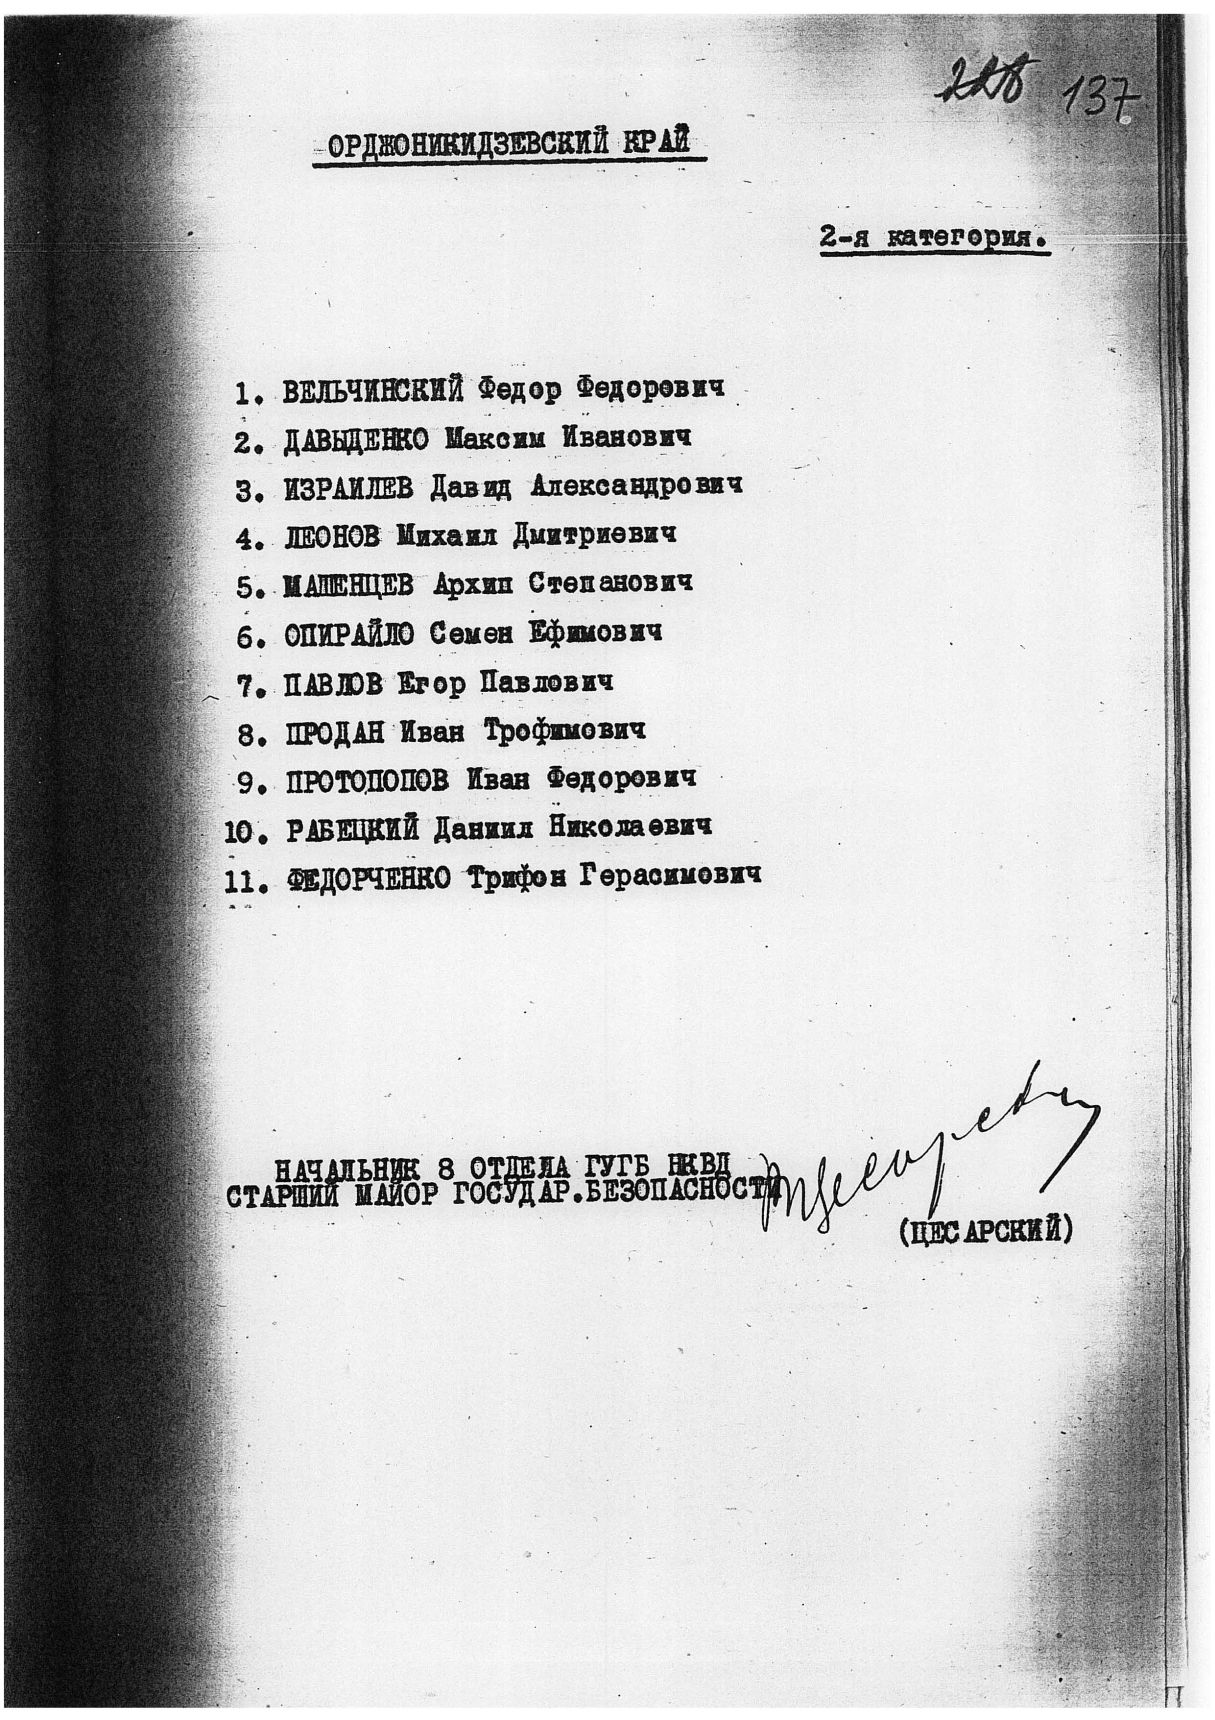 228 137
ОРДЖОНИКИДЗЕВСКИЙ КРАЙ
2-я категория.
1. ВЕЛЬЧИНСКИЙ Федор Федорович
2. ДАВЫДЕНКО Максим Иванович
3. ИЗРАИЛЕВ Давид Александрович
4. ЛЕОНОВ Михаил Дмитриевич
5. МАШЕНЦЕВ Архип Степанович
6. ОПИРАЙЛО Семен Ефимович
7. ПАВЛОВ Егор Павлович
8. ПРОДАН Иван Трофимович
9. ПРОТОПОПОВ Иван Федорович
10. РАБЕЦКИЙ Даниил Николаевич
11. ФЕДОРЧЕНКО Трифон Герасимович
НАЧАЛЬНИК 8 ОТДЕЛА ГУГБ НКВД
СТАРШИЙ МАЙОР ГОСУДАР.БЕЗОПАСНОСТИ
Цесарский
(ЦЕСАРСКИЙ)